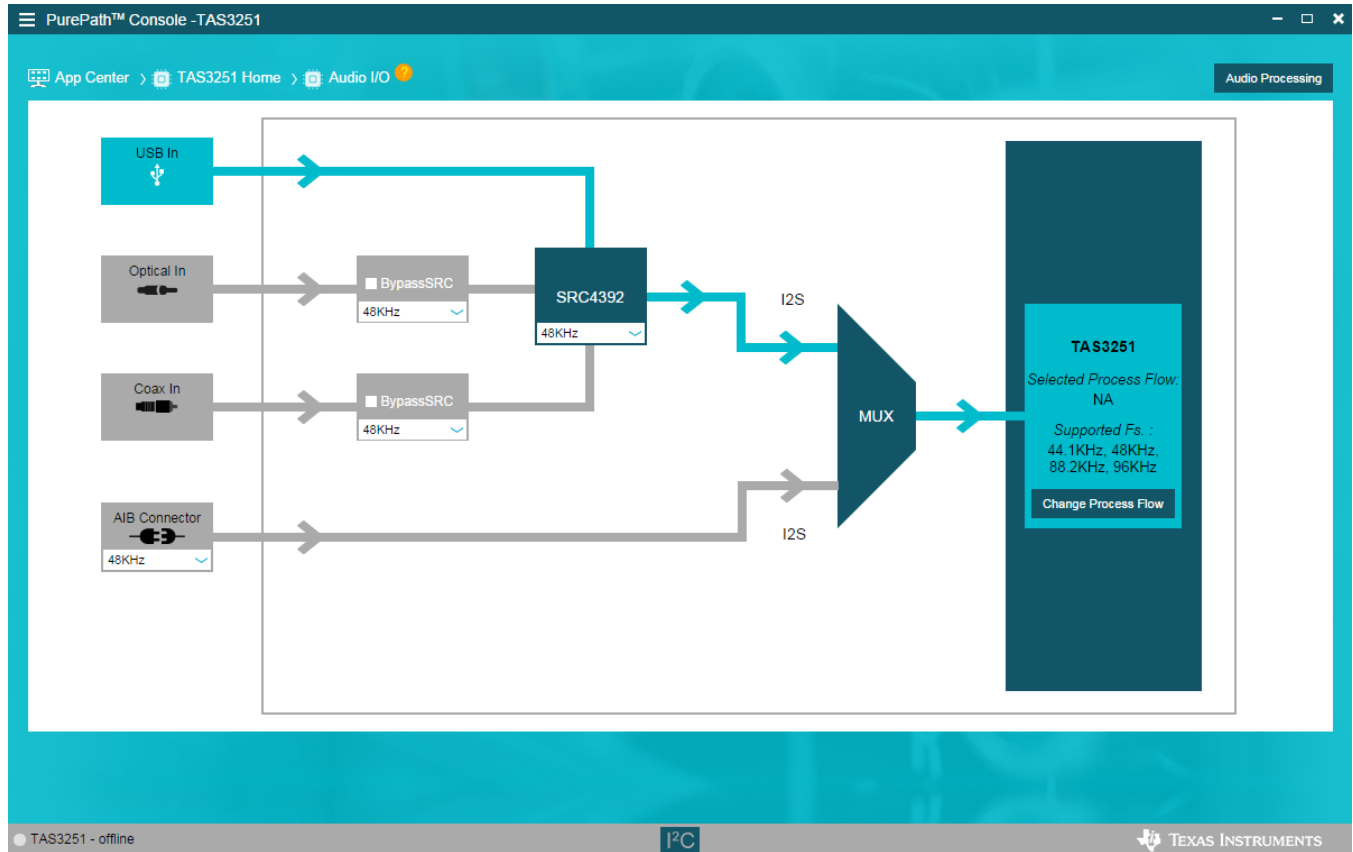 PurePath™ Console -TAS3251
App Center
TAS3251 Home
Audio I/O
?
Audio Processing
USB In
Optical In
BypassSRC
48KHz
SRC4392
48KHz
I2S
Coax In
BypassSRC
48KHz
MUX
AIB Connector
48KHz
I2S
TAS3251
Selected Process Flow:
NA
Supported Fs. :
44.1KHz, 48KHz,
88.2KHz, 96KHz
Change Process Flow
TAS3251 - offline
I²C
TEXAS INSTRUMENTS